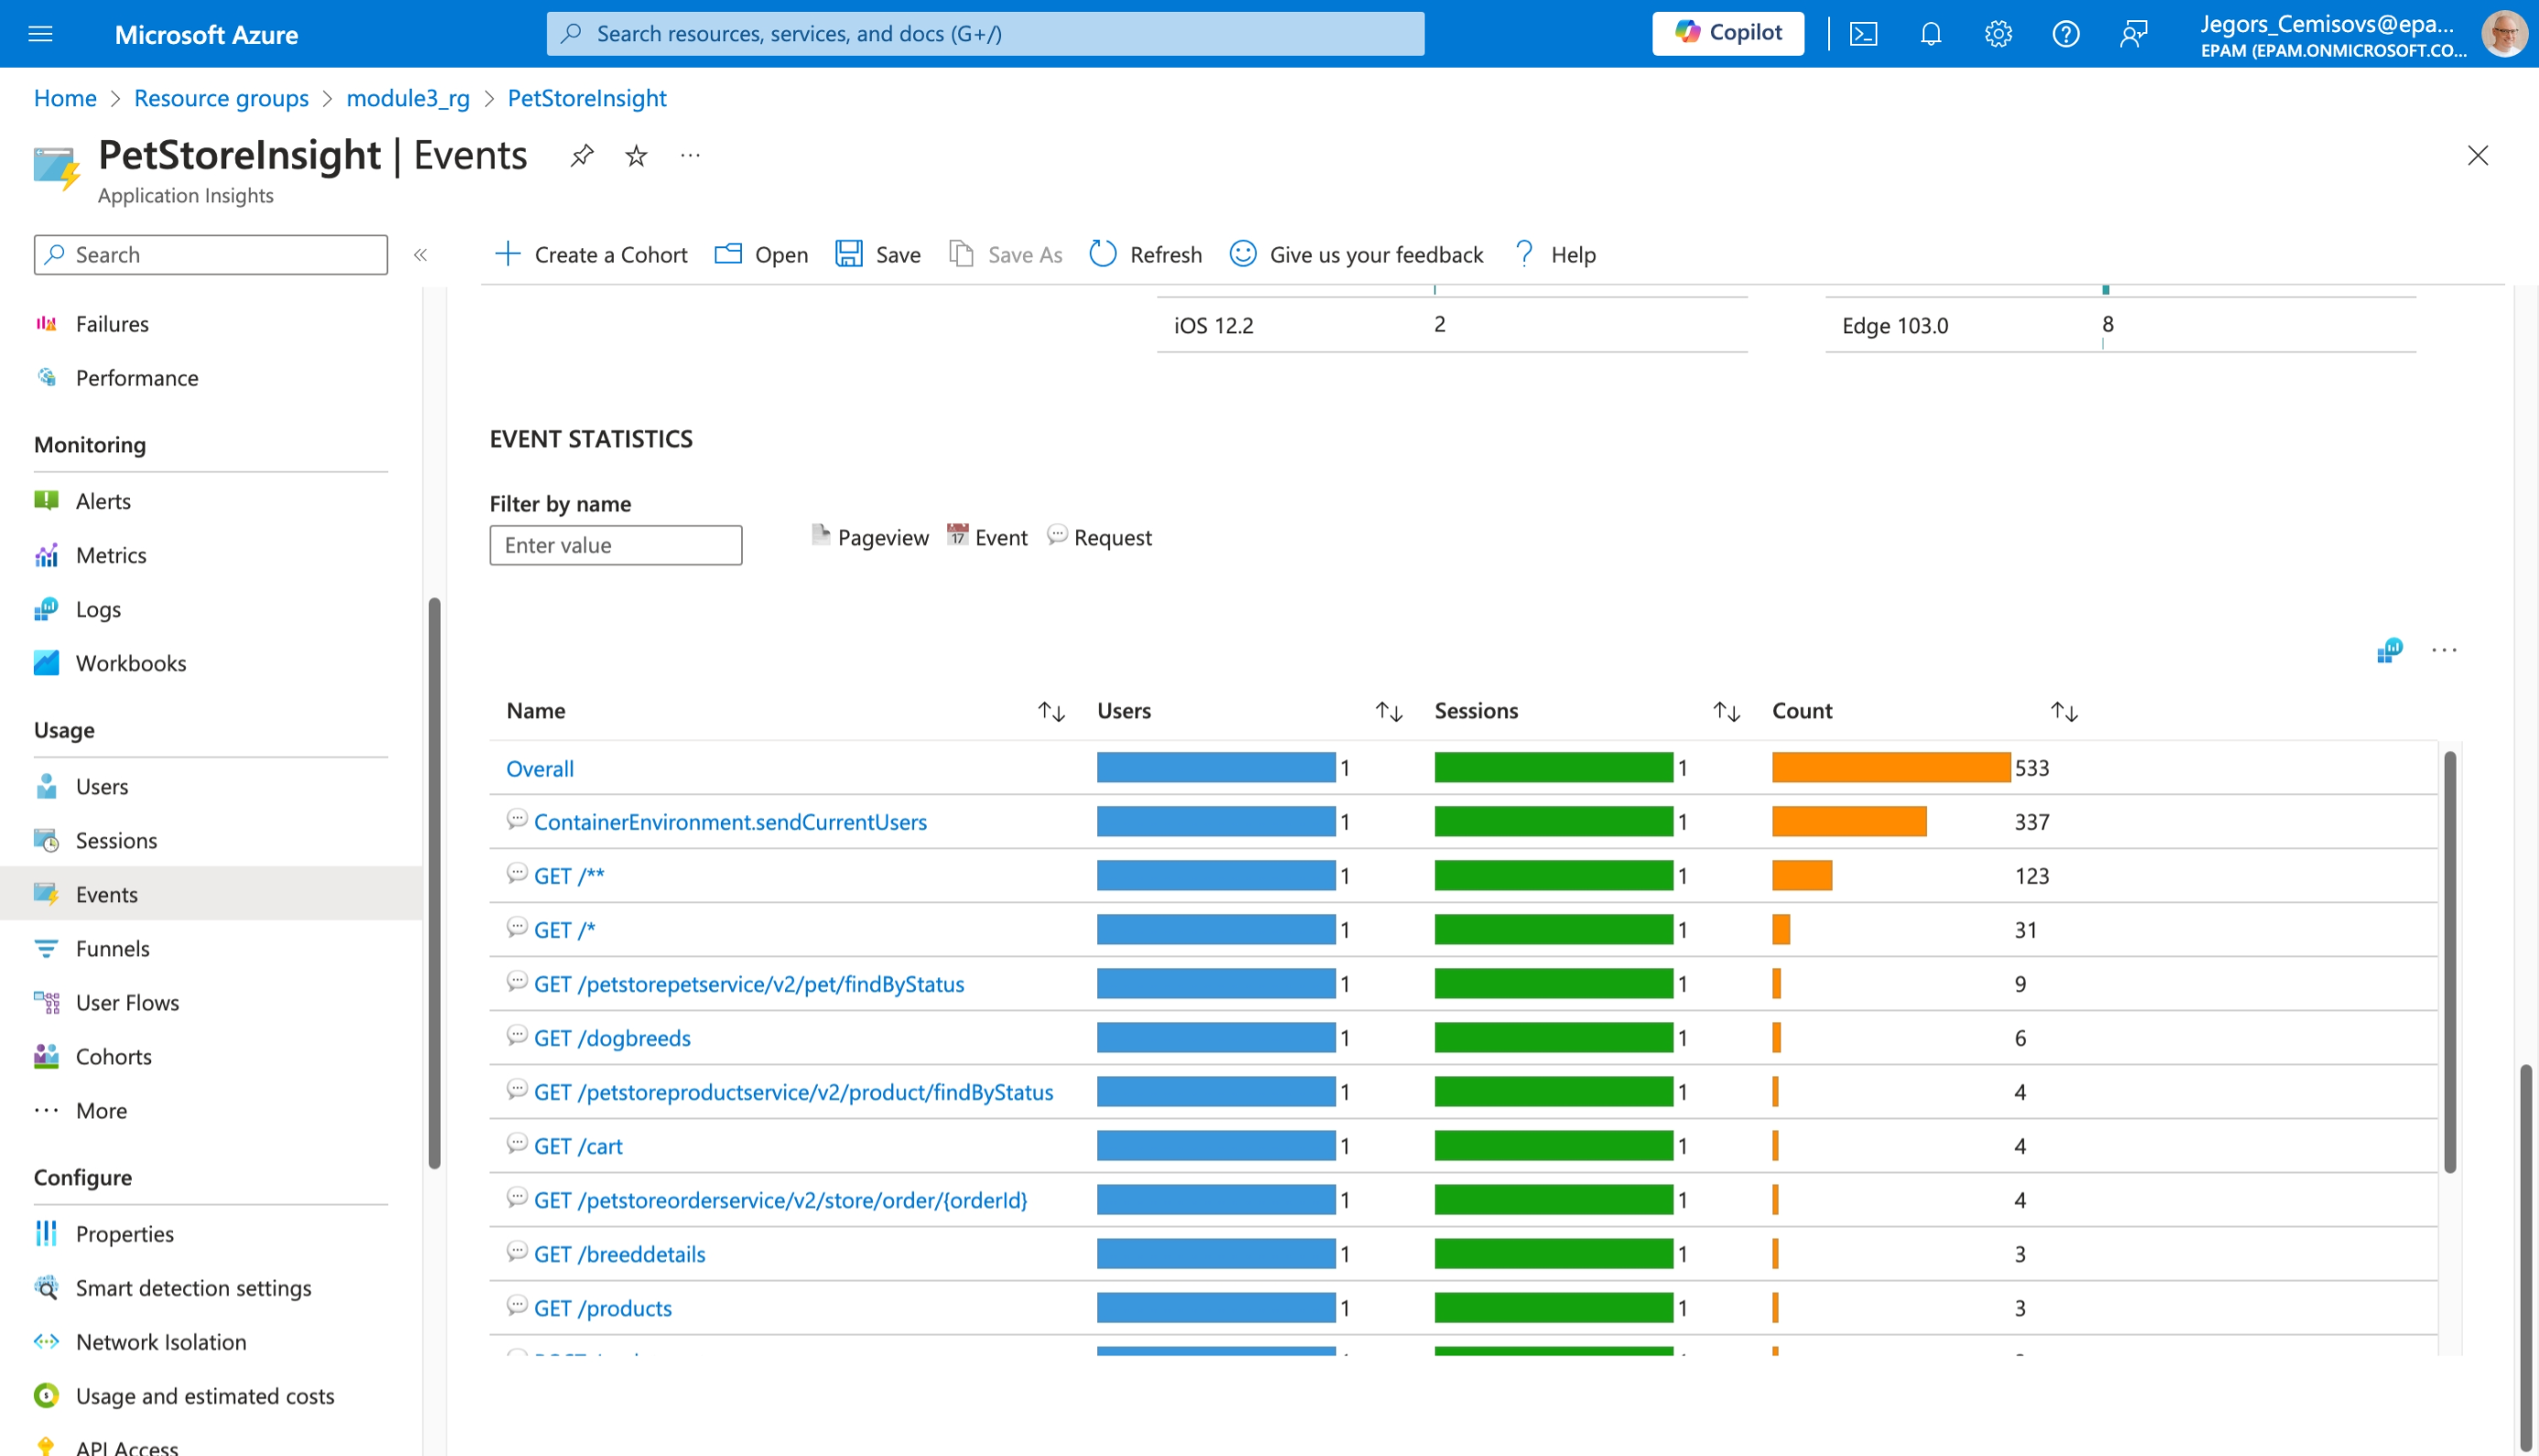 Microsoft Azure
Search resources, services, and docs (G+/)
Copilot
Jegors_Cemisovs@epa...
EPAM (EPAM.ONMICROSOFT.CO...
Home > Resource groups > module3_rg > PetStoreInsight
PetStoreInsight | Events
Application Insights
Search
Create a Cohort Open Save Save As Refresh Give us your feedback Help
Failures
Performance
Monitoring
Alerts
Metrics
Logs
Workbooks
Usage
Users
Sessions
Events
Funnels
User Flows
Cohorts
More
Configure
Properties
Smart detection settings
Network Isolation
Usage and estimated costs
API Access
iOS 12.2 2
Edge 103.0 8
EVENT STATISTICS
Filter by name
Enter value
Pageview 17 Event Request
Name Users Sessions Count
Overall 1 1 533
ContainerEnvironment.sendCurrentUsers 1 1 337
GET /** 1 1 123
GET /* 1 1 31
GET /petstorepetservice/v2/pet/findByStatus 1 1 9
GET /dogbreeds 1 1 6
GET /petstoreproductservice/v2/product/findByStatus 1 1 4
GET /cart 1 1 4
GET /petstoreorderservice/v2/store/order/{orderId} 1 1 4
GET /breeddetails 1 1 3
GET /products 1 1 3